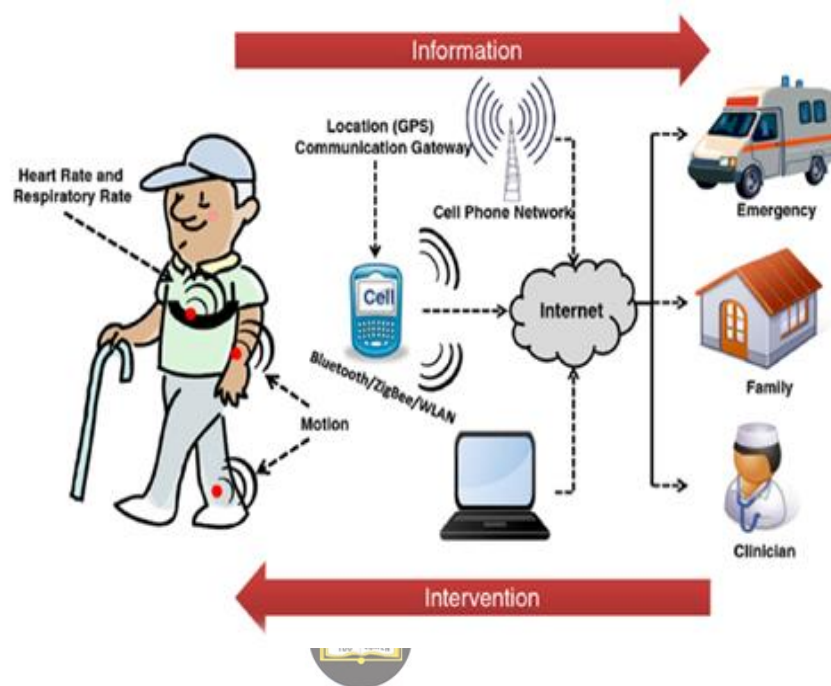 Information
Location (GPS)
Communication Gateway
Heart Rate and
Respiratory Rate
Cell Phone Network
Emergency
Cell
Internet
Bluetooth/ZigBee/WLAN
Family
Motion
Clinician
Intervention